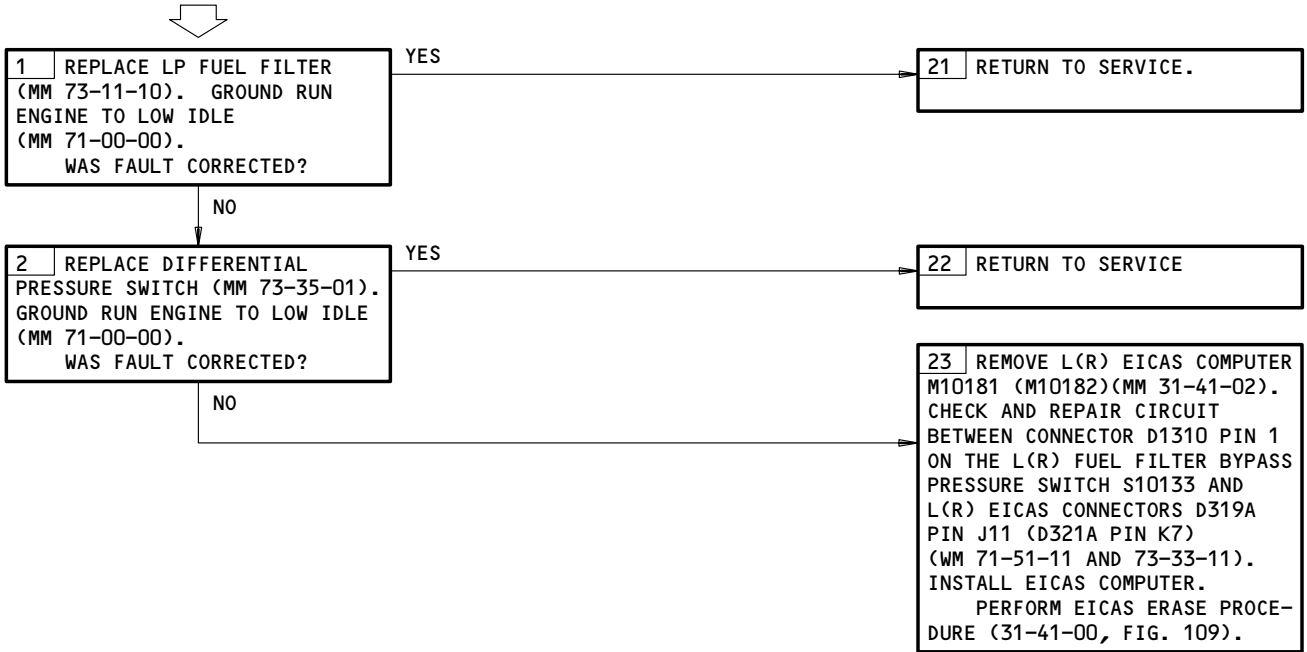 1 REPLACE LP FUEL FILTER
(MM 73-11-10). GROUND RUN
ENGINE TO LOW IDLE
(MM 71-00-00).
WAS FAULT CORRECTED?
YES
21 RETURN TO SERVICE.
NO
2 REPLACE DIFFERENTIAL
PRESSURE SWITCH (MM 73-35-01).
GROUND RUN ENGINE TO LOW IDLE
(MM 71-00-00).
WAS FAULT CORRECTED?
YES
22 RETURN TO SERVICE
NO
23 REMOVE L(R) EICAS COMPUTER
M10181 (M10182)(MM 31-41-02).
CHECK AND REPAIR CIRCUIT
BETWEEN CONNECTOR D1310 PIN 1
ON THE L(R) FUEL FILTER BYPASS
PRESSURE SWITCH S10133 AND
L(R) EICAS CONNECTORS D319A
PIN J11 (D321A PIN K7)
(WM 71-51-11 AND 73-33-11).
INSTALL EICAS COMPUTER.
PERFORM EICAS ERASE PROCE-
DURE (31-41-00, FIG. 109).